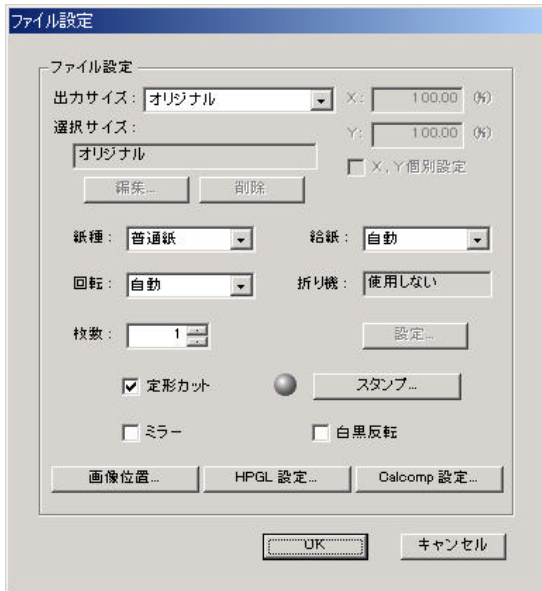 ファイル設定
ファイル設定
出力サイズ： オリジナル X： 100.00 (%)
選択サイズ： Y： 100.00 (%)
オリジナル X，Y個別設定
編集... 削除
紙種： 普通紙 給紙： 自動
回転： 自動 折り機： 使用しない
枚数： 1 設定...
定形カット スタンプ...
ミラー 白黒反転
画像位置... HPGL 設定... Calcomp 設定...
OK キャンセル